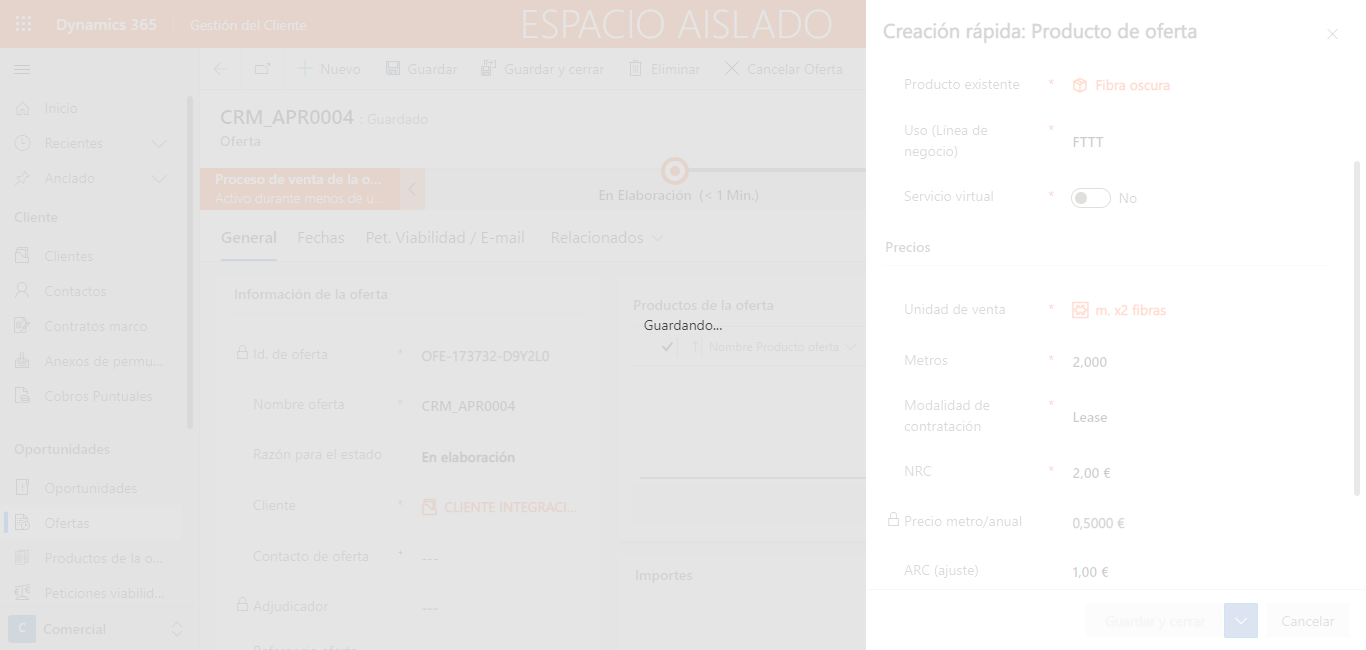 Dynamics 365
Gestión del Cliente
ESPACIO AISLADO
Nuevo
Guardar
Guardar y cerrar
Eliminar
Cancelar Oferta
Inicio
Recientes
Anclado
Cliente
Clientes
Contactos
Contratos marco
Anexos de permu...
Cobros Puntuales
Oportunidades
Oportunidades
Ofertas
Productos de la o...
Peticiones viabilid...
C Comercial
CRM_APR0004 : Guardado
Oferta
Proceso de venta de la o...
Activo durante menos de u...
En Elaboración (< 1 Min.)
General
Fechas
Pet. Viabilidad / E-mail
Relacionados
Información de la oferta
Id. de oferta * OFE-173732-D9Y2L0
Nombre oferta * CRM_APR0004
Razón para el estado En elaboración
Cliente * CLIENTE INTEGRACI...
Contacto de oferta + ---
Adjudicador ---
Referencia oferta
Productos de la oferta
Guardando...
Nombre Producto oferta
Importes
Creación rápida: Producto de oferta
Producto existente * Fibra oscura
Uso (Línea de
negocio) * FTTT
Servicio virtual * No
Precios
Unidad de venta * m. x2 fibras
Metros * 2,000
Modalidad de
contratación * Lease
NRC * 2,00 €
Precio metro/anual 0,5000 €
ARC (ajuste) 1,00 €
Guardar y cerrar
Cancelar